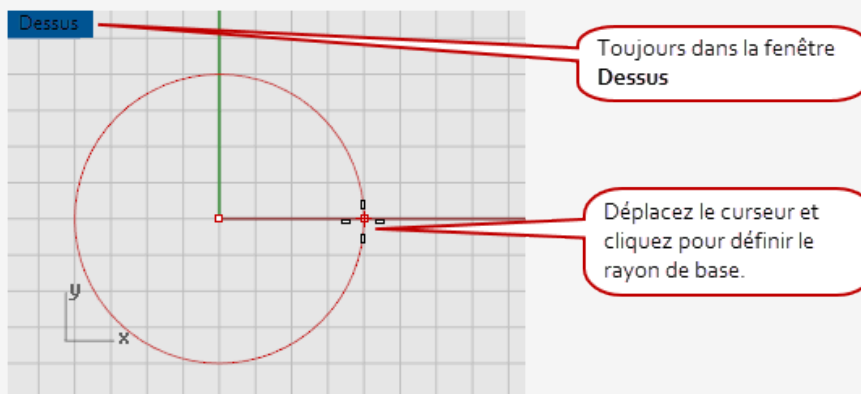 Dessus
Toujours dans la fenêtre
Dessus
Déplacez le curseur et
cliquez pour définir le
rayon de base.
y
x